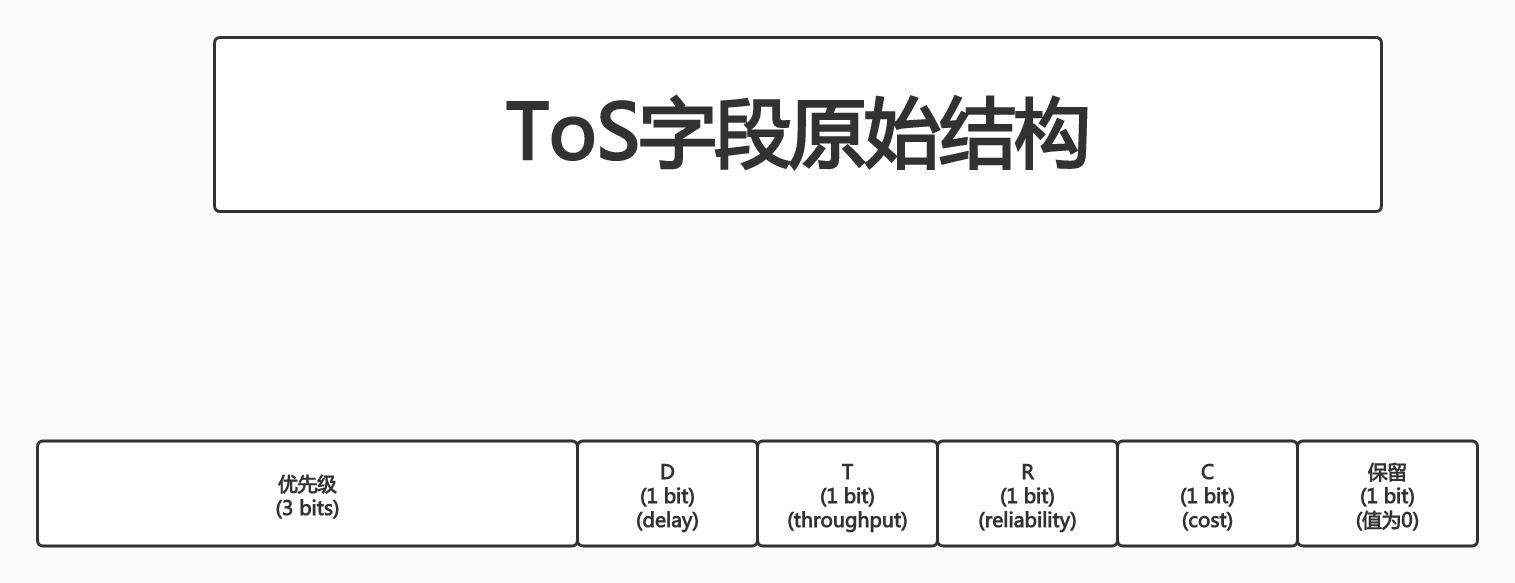 ToS字段原始结构
优先级
(3 bits)
D
(1 bit)
(delay)
T
(1 bit)
(throughput)
R
(1 bit)
(reliability)
C
(1 bit)
(cost)
保留
(1 bit)
(值为0)